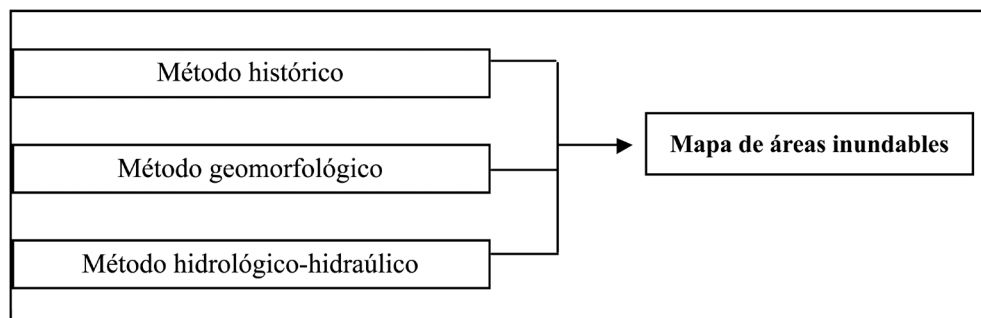 Método histórico
Mapa de áreas inundables
Método geomorfológico
Método hidrológico-hidraúlico